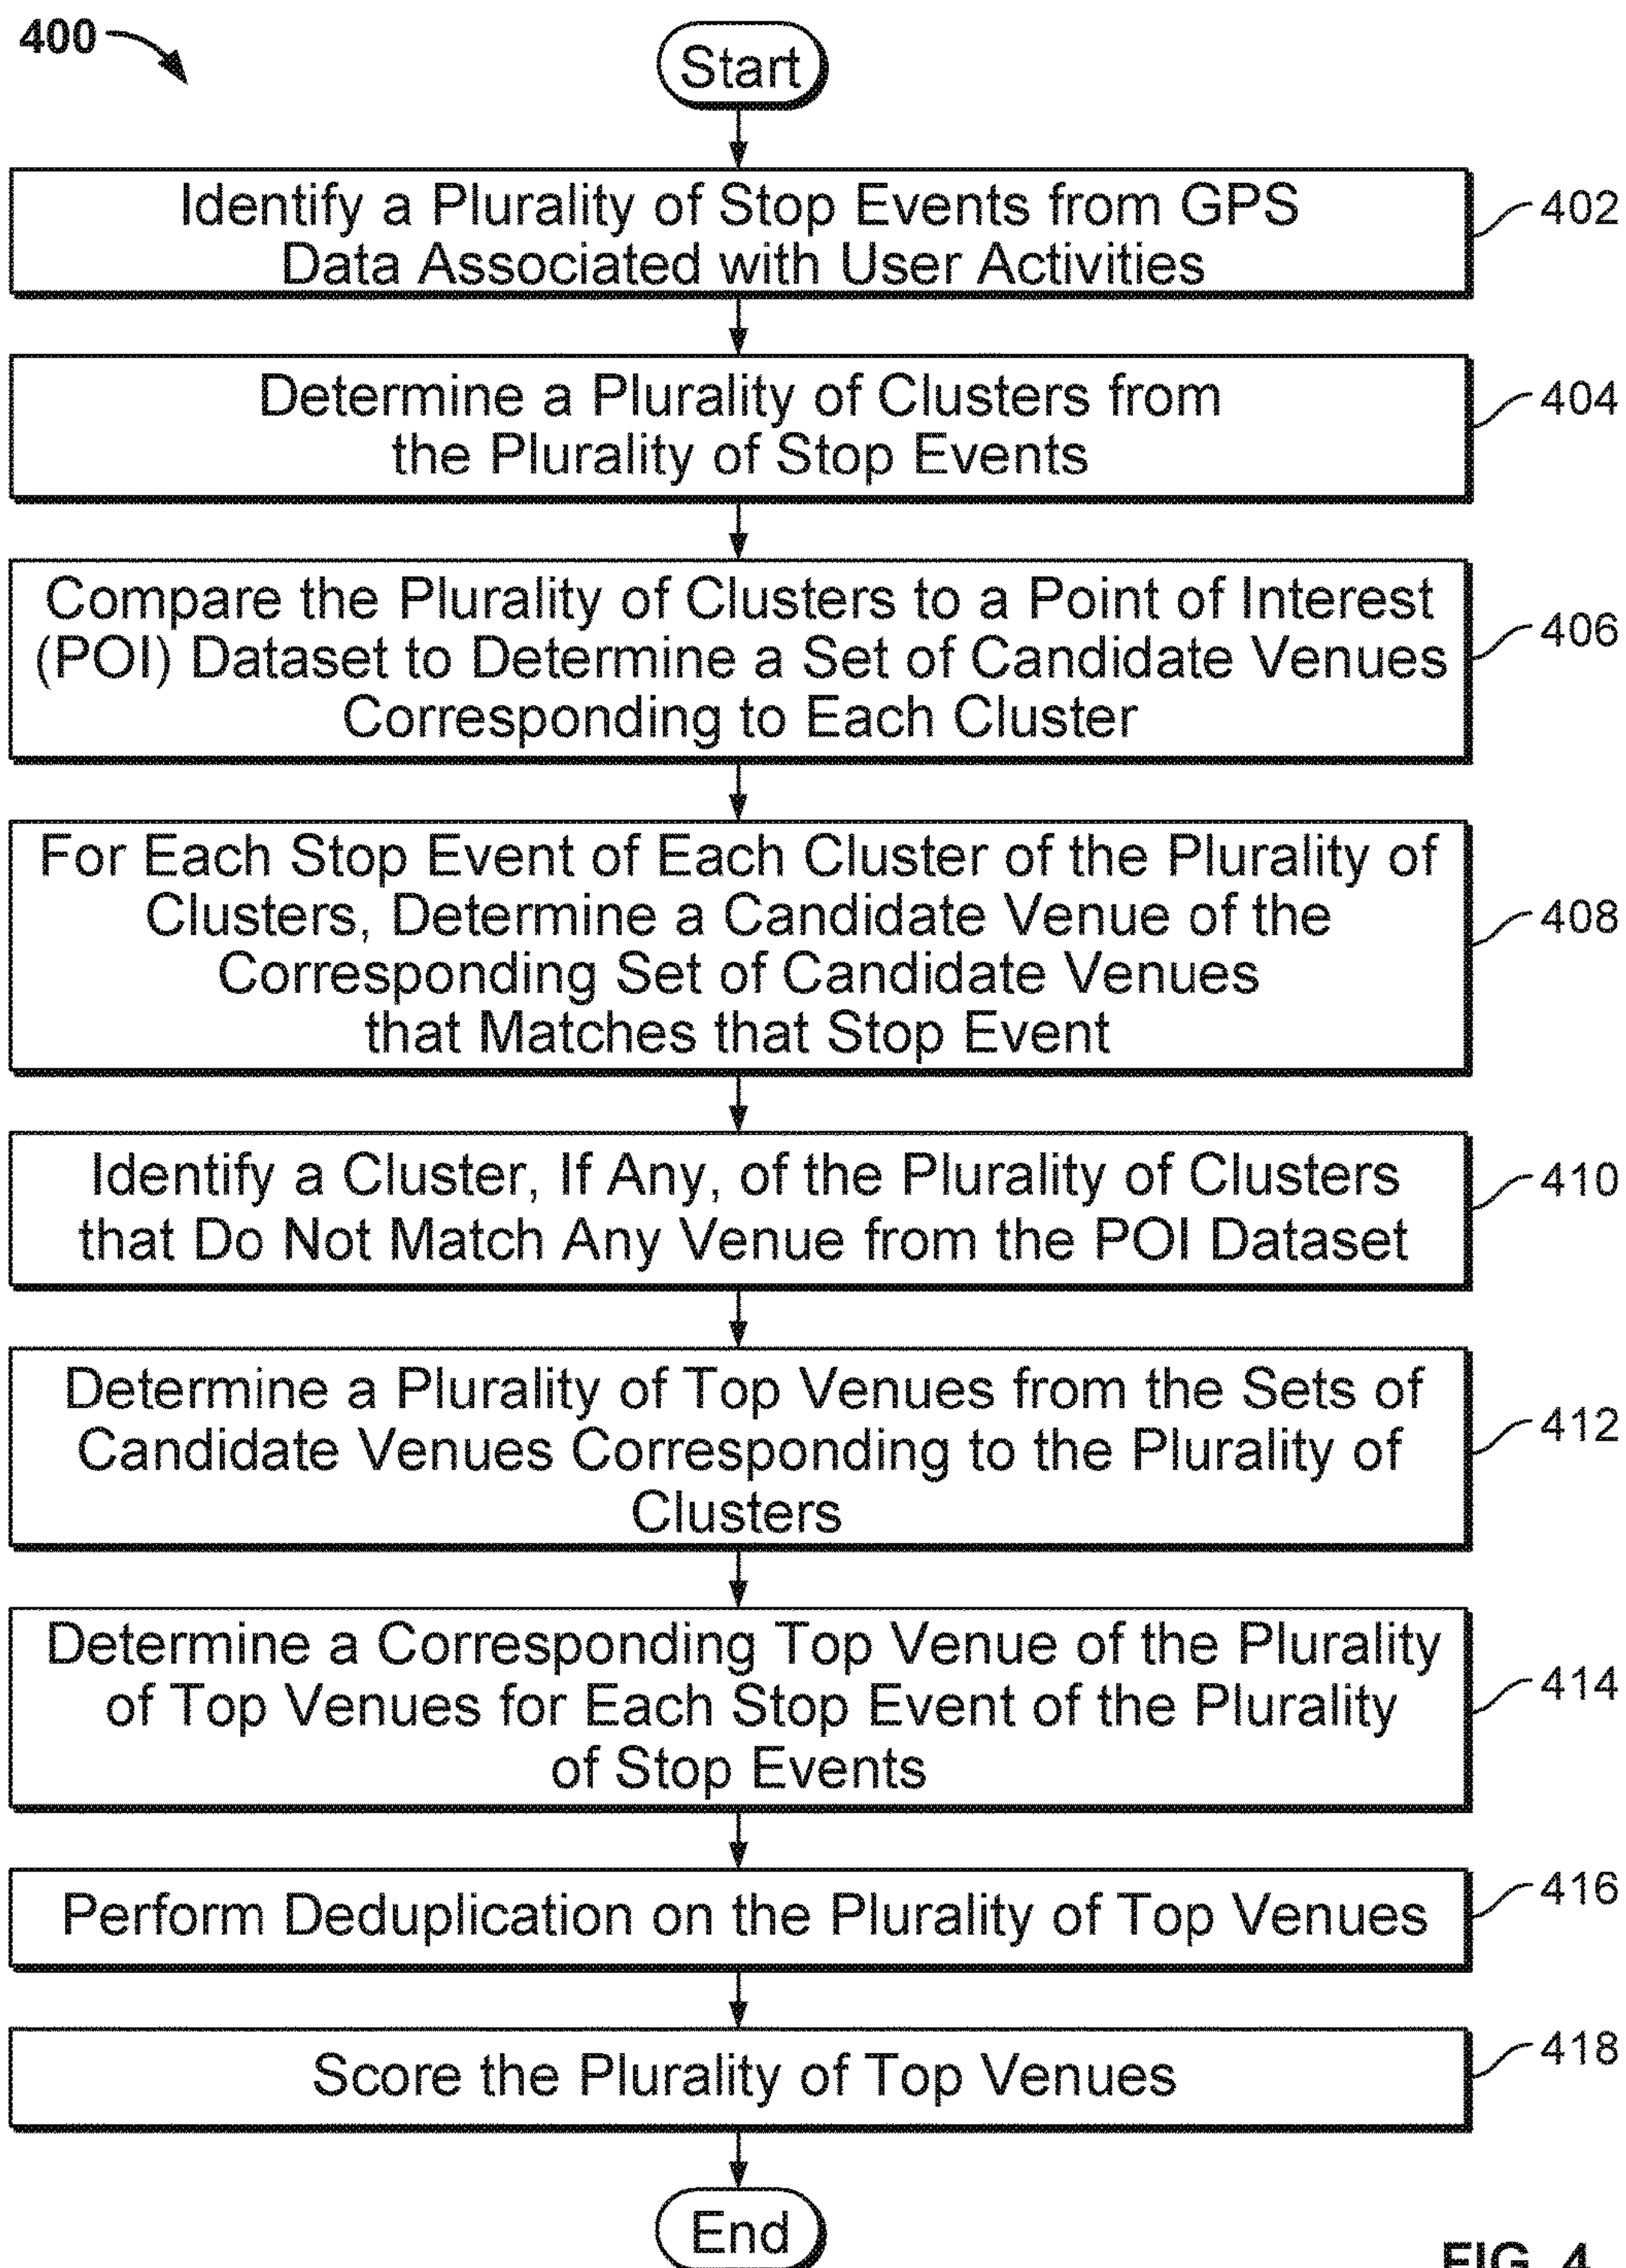 400
Start
Identify a Plurality of Stop Events from GPS
Data Associated with User Activities
402
Determine a Plurality of Clusters from
the Plurality of Stop Events
404
Compare the Plurality of Clusters to a Point of Interest
(POI) Dataset to Determine a Set of Candidate Venues
Corresponding to Each Cluster
406
For Each Stop Event of Each Cluster of the Plurality of
Clusters, Determine a Candidate Venue of the
Corresponding Set of Candidate Venues
that Matches that Stop Event
408
Identify a Cluster, If Any, of the Plurality of Clusters
that Do Not Match Any Venue from the POI Dataset
410
Determine a Plurality of Top Venues from the Sets of
Candidate Venues Corresponding to the Plurality of
Clusters
412
Determine a Corresponding Top Venue of the Plurality
of Top Venues for Each Stop Event of the Plurality
of Stop Events
414
Perform Deduplication on the Plurality of Top Venues
416
Score the Plurality of Top Venues
418
End
FIG. 4